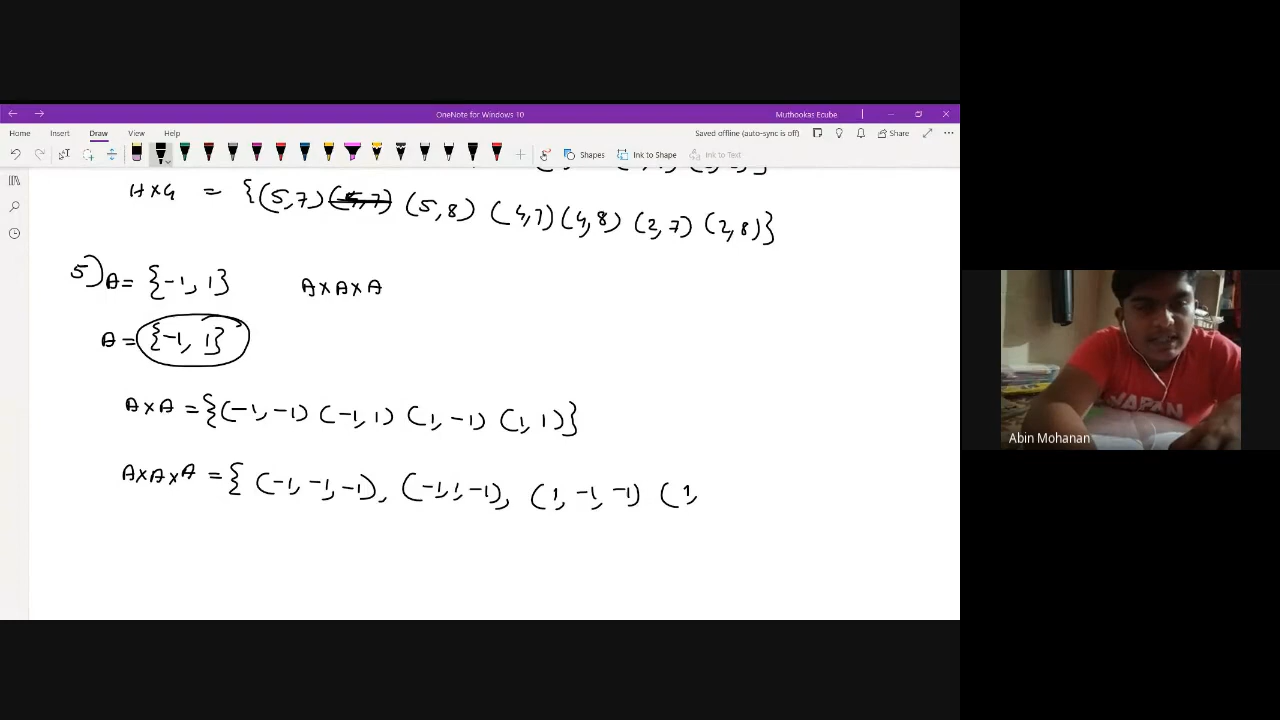 OneNote for Windows 10
Muthookas Ecube
Home Insert Draw View Help
Saved offline (auto-sync is off)
Share
Shapes
Ink to Shape
Ink to Text
H×G = {(5,7) (5,8) (4,7) (4,8) (2,7) (2,8)}
5) A = {-1, 1} A×A×A
A = {-1, 1}
A×A = {(-1, -1) (-1, 1) (1, -1) (1, 1)}
A×A×A = { (-1, -1, -1), (-1, 1, -1), (1, -1, -1) (1,
Abin Mohanan